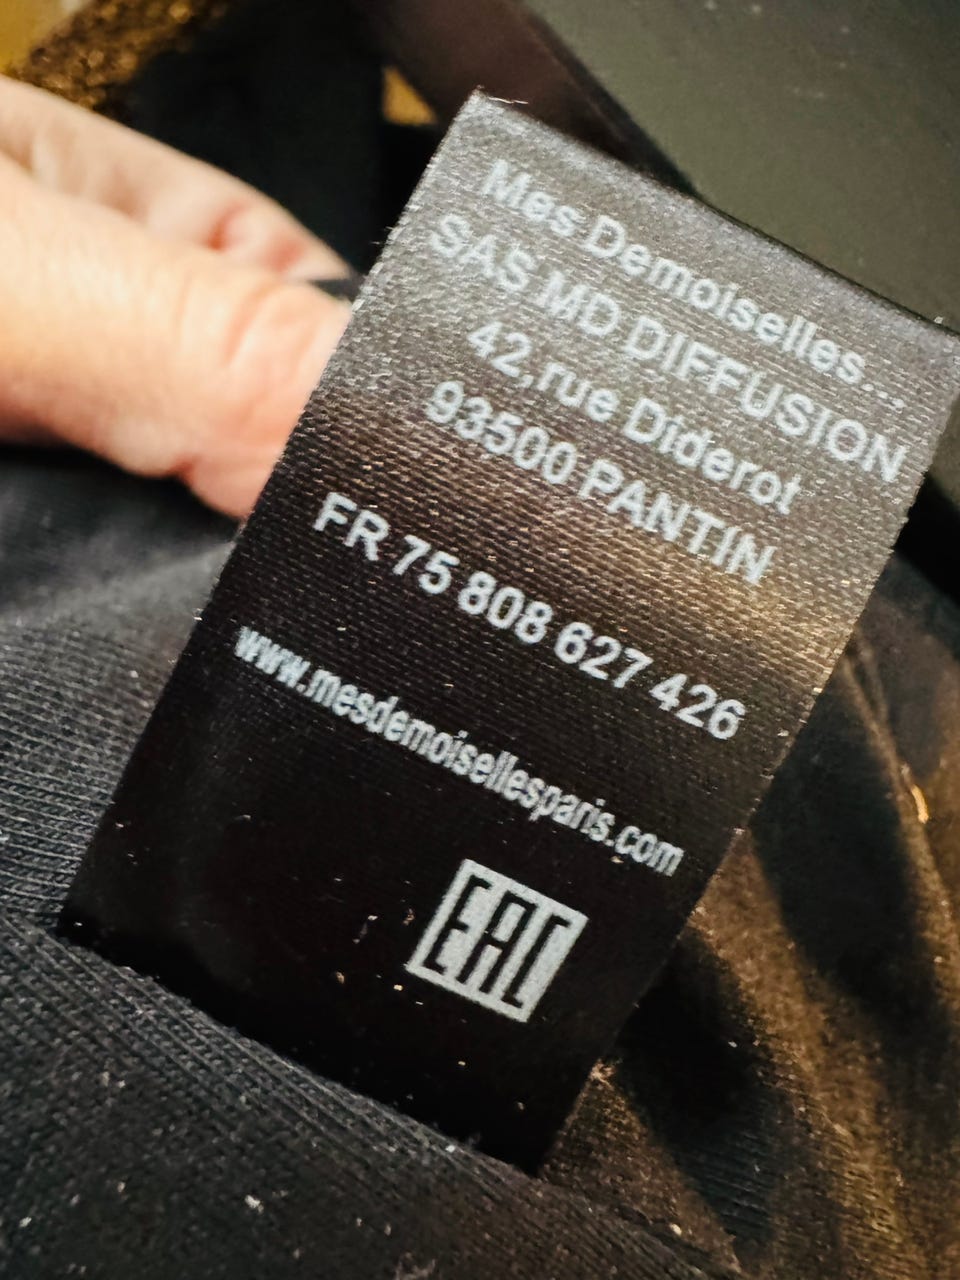 Mes Demoiselles...
SAS MD DIFFUSION
42,rue Diderot
93500 PANTIN
FR 75 808 627 426
www.mesdemoisellesparis.com
EAC